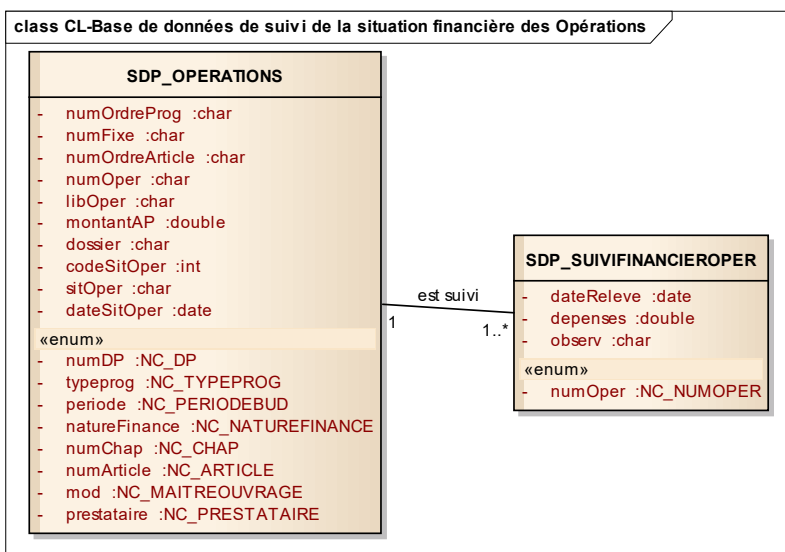 class CL-Base de données de suivi de la situation financière des Opérations
SDP_OPERATIONS
- numOrdreProg :char
- numFixe :char
- numOrdreArticle :char
- numOper :char
- libOper :char
- montantAP :double
- dossier :char
- codeSitOper :int
- sitOper :char
- dateSitOper :date
«enum»
- numDP :NC_DP
- typeprog :NC_TYPEPROG
- periode :NC_PERIODEBUD
- natureFinance :NC_NATUREFINANCE
- numChap :NC_CHAP
- numArticle :NC_ARTICLE
- mod :NC_MAITREOUVRAGE
- prestataire :NC_PRESTATAIRE
est suivi
1
1..*
SDP_SUIVIFINANCIEROPER
- dateReleve :date
- depenses :double
- observ :char
«enum»
- numOper :NC_NUMOPER